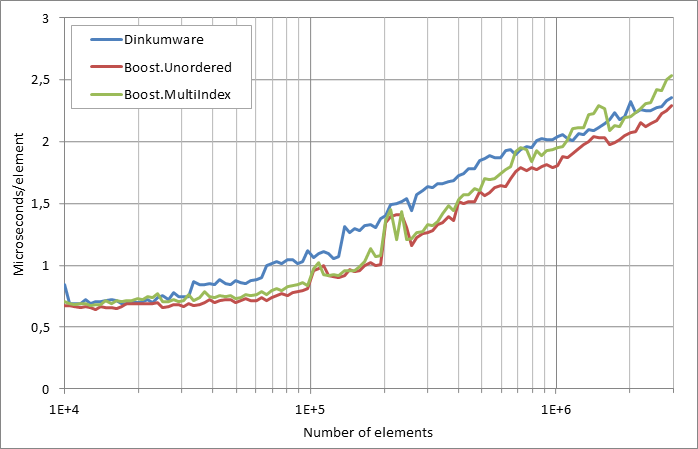 3
2,5
2
1,5
1
0,5
0
Microseconds/element
Dinkumware
Boost.Unordered
Boost.MultiIndex
1E+4
1E+5
1E+6
Number of elements